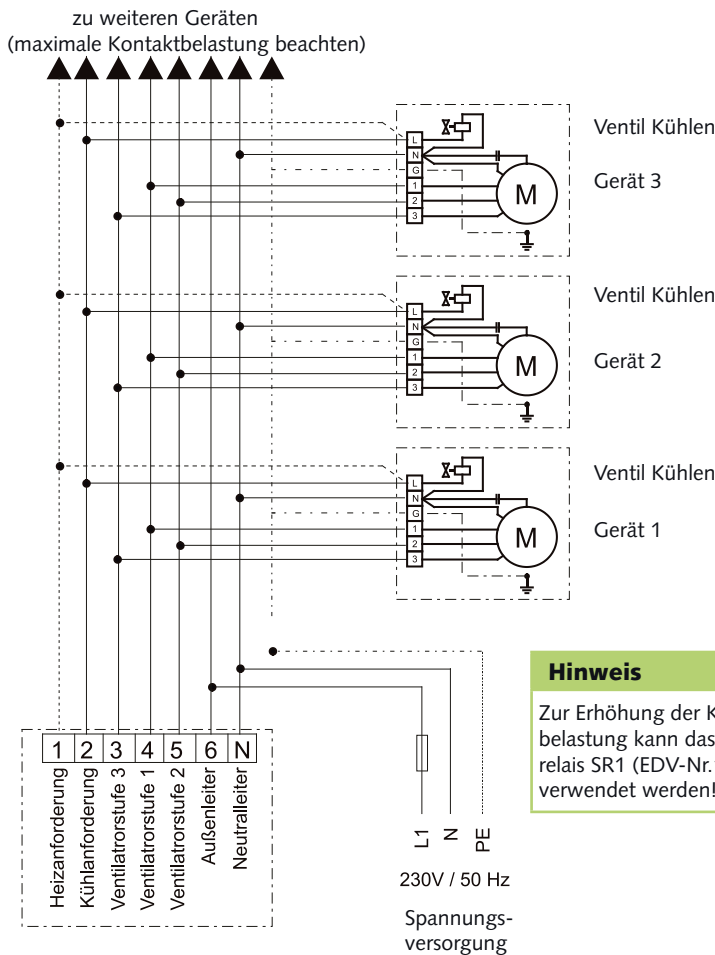 zu weiteren Geräten
(maximale Kontaktbelastung beachten)
L
N
G
1
2
3
M
Ventil Kühlen
Gerät 3
L
N
G
1
2
3
M
Ventil Kühlen
Gerät 2
L
N
G
1
2
3
M
Ventil Kühlen
Gerät 1
Hinweis
Zur Erhöhung der K
belastung kann das
relais SR1 (EDV-Nr.
verwendet werden!
1 2 3 4 5 6 N
Heizanforderung
Kühlanforderung
Ventilatrorstufe 3
Ventilatrorstufe 1
Ventilatrorstufe 2
Außenleiter
Neutralleiter
L1
N
PE
230V / 50 Hz
Spannungs-
versorgung